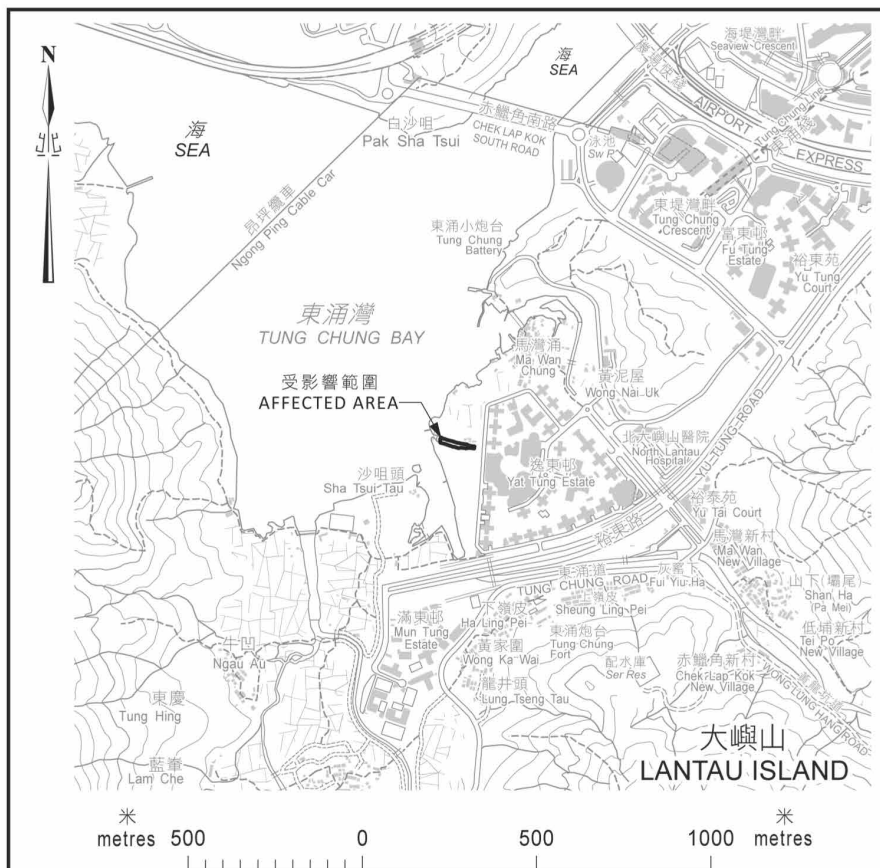 海堤灣畔
Seaview Crescent
海
SEA
N
北
機場快綫
AIRPORT
EXPRESS
Tung Chung Line
東涌綫
赤鱲角南路
CHEK LAP KOK
SOUTH ROAD
白沙咀
Pak Sha Tsui
海
SEA
泳池
Sw P
昂坪纜車
Ngong Ping Cable Car
東堤灣畔
Tung Chung
Crescent
東涌小炮台
Tung Chung
Battery
富東邨
Fu Tung
Estate
裕東苑
Yu Tung
Court
東涌灣
TUNG CHUNG BAY
馬灣涌
Ma Wan
Chung
受影響範圍
AFFECTED AREA
黃泥屋
Wong Nai Uk
北大嶼山醫院
North Lantau
Hospital
YU TUNG ROAD
逸東邨
Yat Tung Estate
沙咀頭
Sha Tsui Tau
裕泰苑
Yu Tai Court
裕東路
馬灣新村
Ma Wan
New Village
東涌道
TUNG CHUNG ROAD
灰窰下
Fui Yiu Ha
山下(壩尾)
Shan Ha
(Pa Mei)
上嶺皮
Sheung Ling Pei
下嶺皮
Ha Ling Pei
滿東邨
Mun Tung
Estate
低埔新村
Tei Po
New Village
東涌炮台
Tung Chung
Fort
黃家圍
Wong Ka Wai
牛凹
Ngau Au
配水庫
Ser Res
赤鱲角新村
Chek Lap Kok
New Village
黃龍坑道
WONG LUNG HANG ROAD
龍井頭
Lung Tseng Tau
東慶
Tung Hing
藍輋
Lam Che
大嶼山
LANTAU ISLAND
米
metres 500 0 500 1000 米
metres